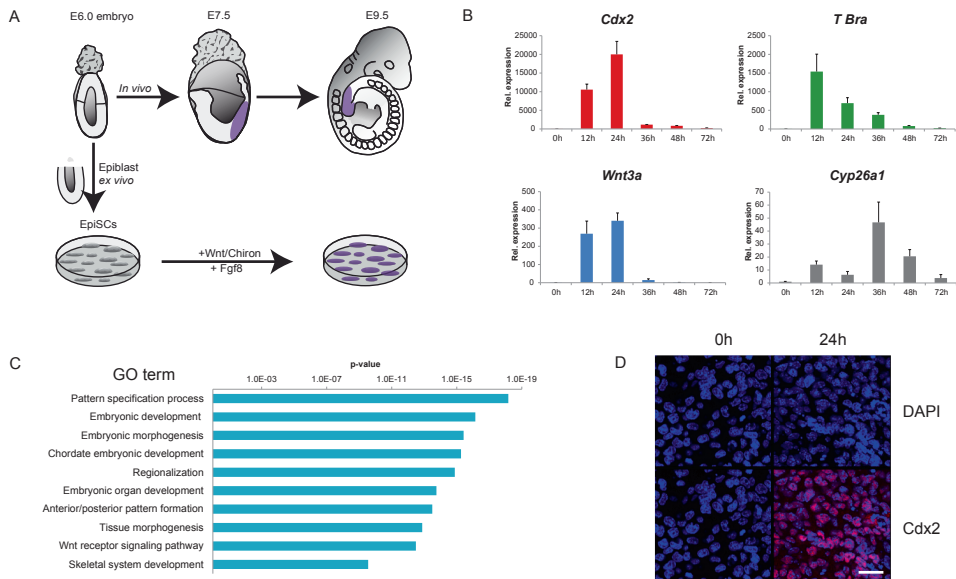 A
E6.0 embryo
E7.5
E9.5
In vivo
Epiblast
ex vivo
EpiSCs
+Wnt/Chiron
+ Fgf8
B
Cdx2
Rel. expression
25000
20000
15000
10000
5000
0
0h 12h 24h 36h 48h 72h
T Bra
Rel. expression
2500
2000
1500
1000
500
0
0h 12h 24h 36h 48h 72h
Wnt3a
Rel. expression
500
400
300
200
100
0
0h 12h 24h 36h 48h 72h
Cyp26a1
Rel. expression
70
60
50
40
30
20
10
0
0h 12h 24h 36h 48h 72h
C
GO term
p-value
1.0E-03 1.0E-07 1.0E-11 1.0E-15 1.0E-19
Pattern specification process
Embryonic development
Embryonic morphogenesis
Chordate embryonic development
Regionalization
Embryonic organ development
Anterior/posterior pattern formation
Tissue morphogenesis
Wnt receptor signaling pathway
Skeletal system development
D
0h 24h
DAPI
Cdx2